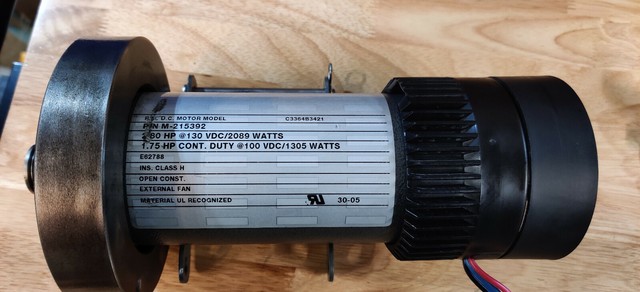 P.M. D.C. MOTOR MODEL C3364B3421
P/N M-215392
2.80 HP @130 VDC/2089 WATTS
1.75 HP CONT. DUTY @100 VDC/1305 WATTS
E62788
INS. CLASS H
OPEN CONST.
EXTERNAL FAN
MATERIAL UL RECOGNIZED 30-05